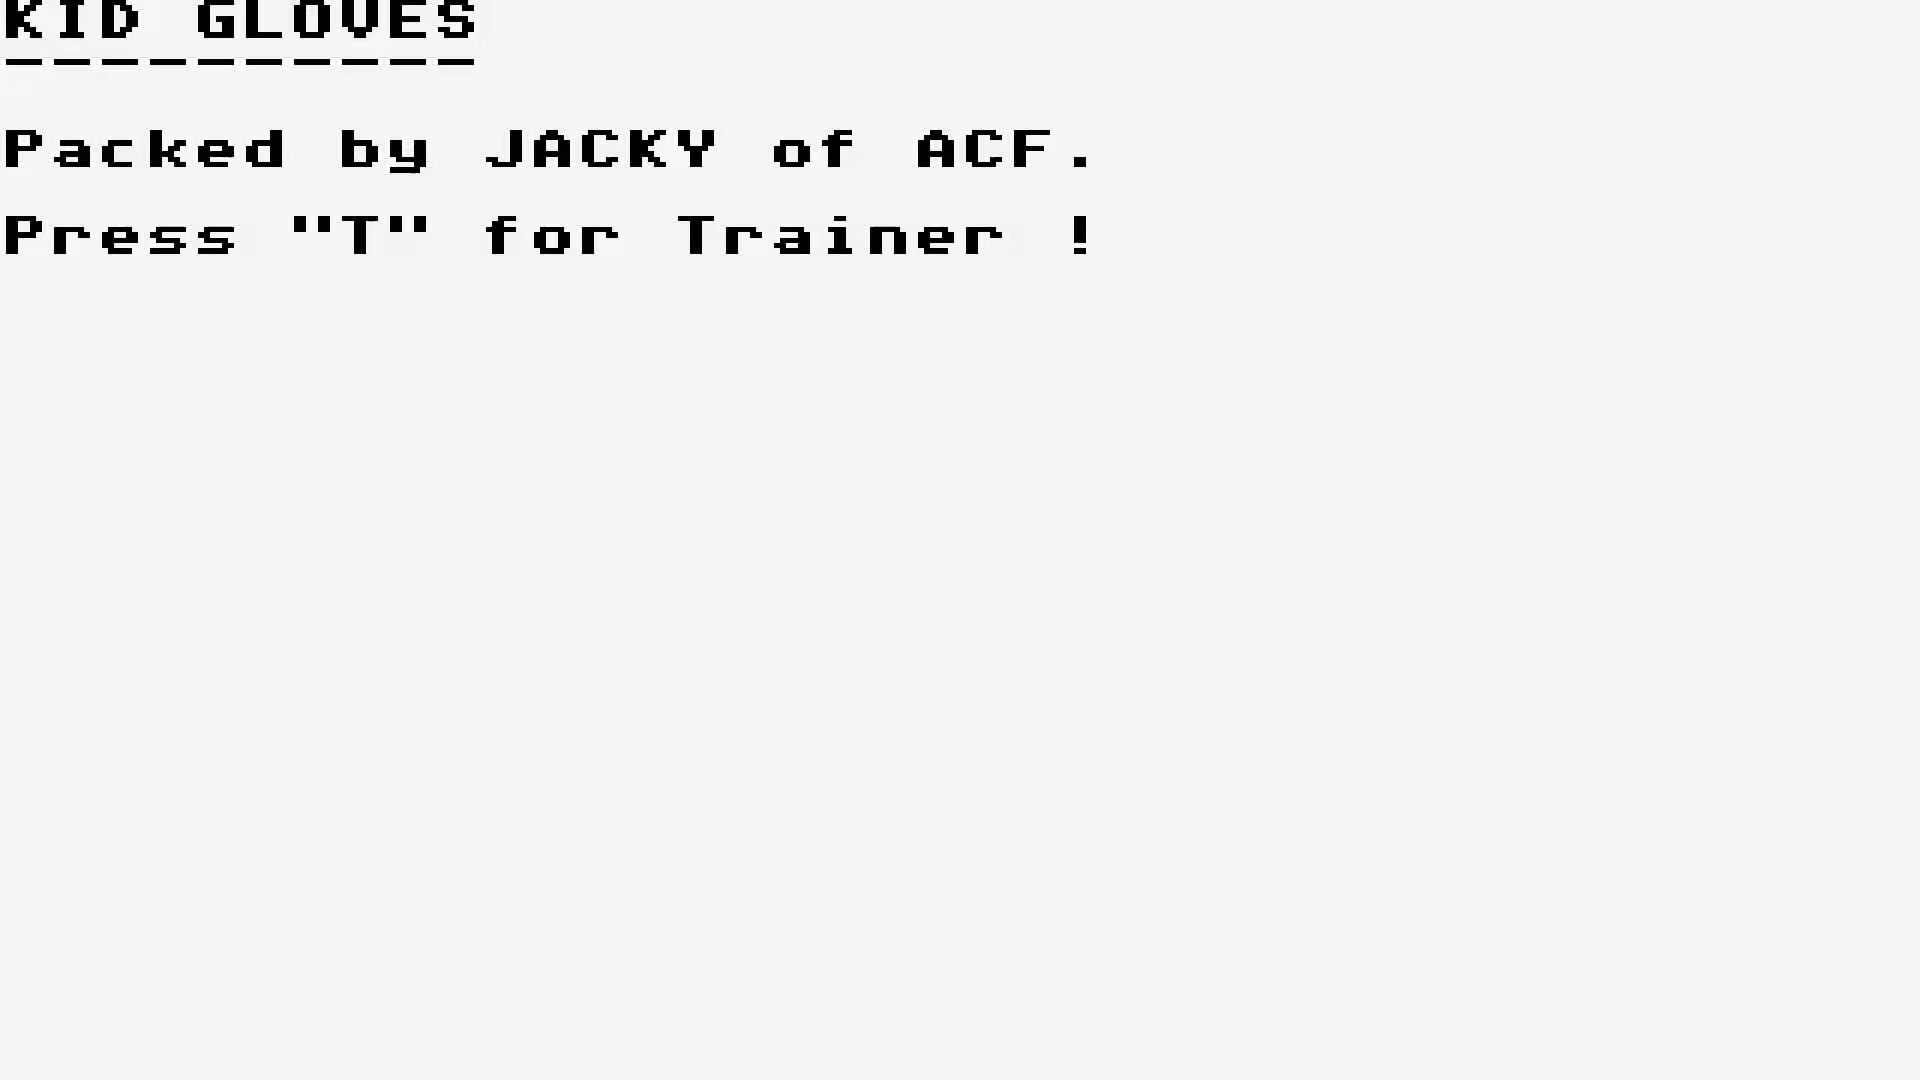 KID GLOVES
----------
Packed by JACKY of ACF.
Press "T" for Trainer !